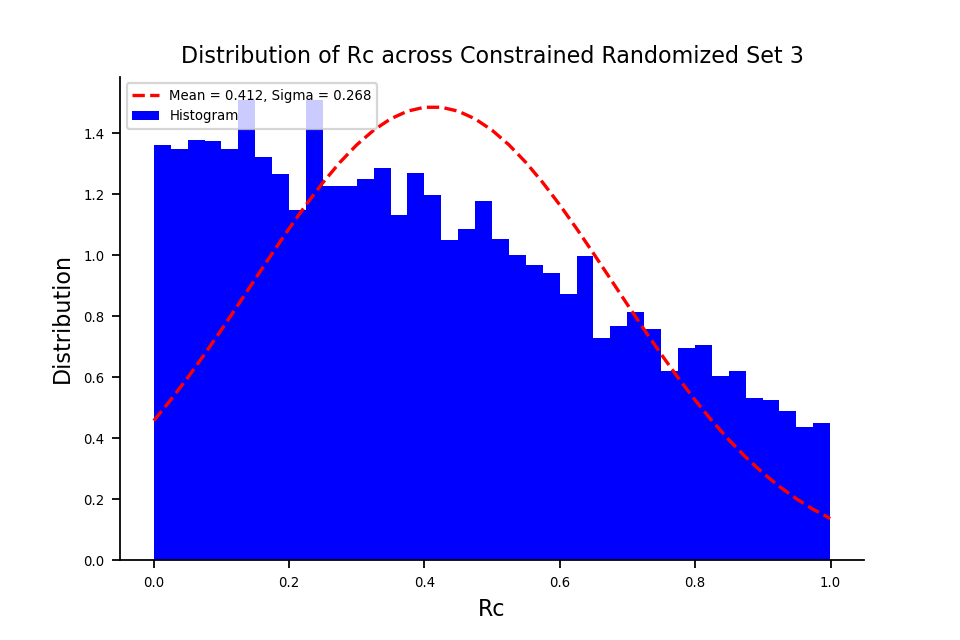 Distribution of Rc across Constrained Randomized Set 3
Mean = 0.412, Sigma = 0.268
Histogram
Distribution
1.4
1.2
1.0
0.8
0.6
0.4
0.2
0.0
0.0 0.2 0.4 0.6 0.8 1.0
Rc